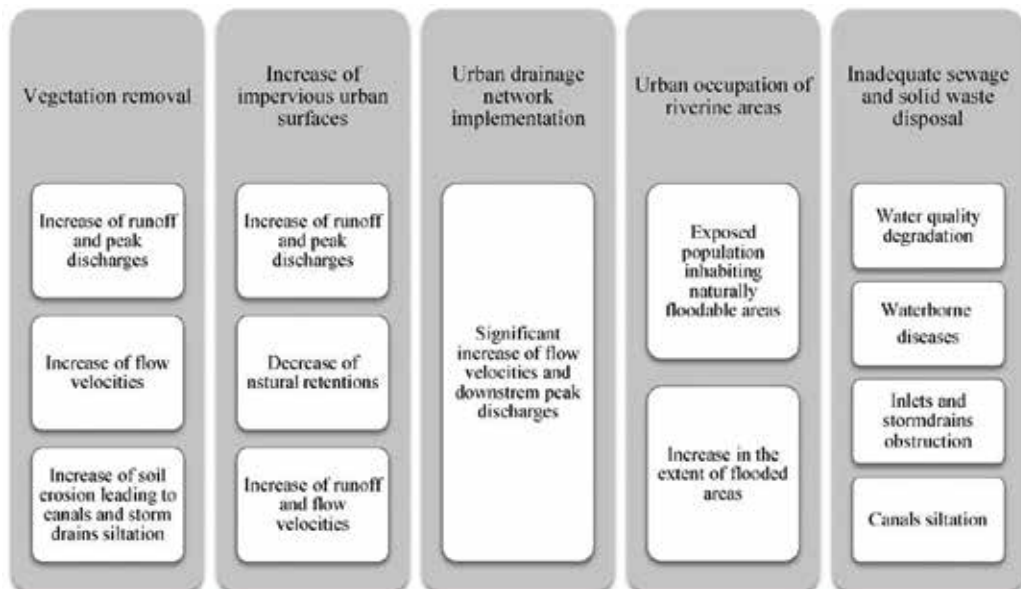 Vegetation removal
Increase of runoff
and peak
discharges
Increase of flow
velocities
Increase of soil
erosion leading to
canals and storm
drains siltation
Increase of
impervious urban
surfaces
Increase of runoff
and peak
discharges
Decrease of
nstural retentions
Increase of runoff
and flow
velocities
Urban drainage
network
implementation
Significant
increase of flow
velocities and
downstrem peak
discharges
Urban occupation of
riverine areas
Exposed
population
inhabiting
naturally
floodable areas
Increase in the
extent of flooded
areas
Inadequate sewage
and solid waste
disposal
Water quality
degradation
Waterborne
diseases
Inlets and
stormdrains
obstruction
Canals siltation